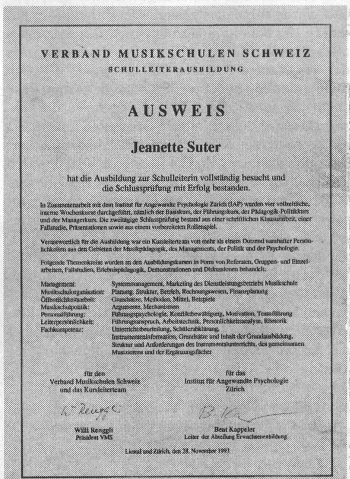 VERBAND MUSIKSCHULEN SCHWEIZ
SCHULLEITERAUSBILDUNG
AUSWEIS
Jeanette Suter
hat die Ausbildung zur Schulleiterin vollständig besucht und
die Schlussprüfung mit Erfolg bestanden.
In Zusammenarbeit mit dem Institut für Angewandte Psychologie Zürich (IAP) wurden vier vollzeitliche,
interne Wochenkurse durchgeführt, nämlich der Basiskurs, der Führungskurs, der Pädagogik-Politikkurs
und der Managerkurs. Die zweitägige Schlussprüfung bestand aus einer schriftlichen Klausurarbeit, einer
Fallstudie, Präsentationen sowie aus einem vorbereiteten Rollenspiel.
Verantwortlich für die Ausbildung war ein Kursleiterteam von mehr als einem Dutzend namhafter Persön-
lichkeiten aus den Gebieten der Musikpädagogik, des Managements, der Politik und der Psychologie.
Folgende Themenkreise wurden an den Ausbildungskursen in Form von Referaten, Gruppen- und Einzel-
arbeiten, Fallstudien, Erlebnispädagogik, Demonstrationen und Diskussionen behandelt:
Management: Systemmanagement, Marketing des Dienstleistungsbetriebs Musikschule
Musikschulorganisation: Planung, Struktur, Betrieb, Rechnungswesen, Finanzplanung
Öffentlichkeitsarbeit: Grundsätze, Methoden, Mittel, Beispiele
Musikschulpolitik: Argumente, Mechanismen
Personalführung: Führungspsychologie, Konfliktbewältigung, Motivation, Teamführung
Leiterpersönlichkeit: Führungsanspruch, Arbeitstechnik, Persönlichkeitsanalyse, Rhetorik
Fachkompetenz: Unterrichtsbeurteilung, Schülerabklärung,
Instrumenteninformation, Grundsätze und Inhalt der Grundausbildung,
Struktur und Anforderungen des Instrumentalunterrichts, des gemeinsamen
Musizierens und der Ergänzungsfächer
für den
Verband Musikschulen Schweiz
und das Kursleiterteam
für das
Institut für Angewandte Psychologie
Zürich
W. Renggli
Willi Renggli
Präsident VMS
Beat Kappeler
Leiter der Abteilung Erwachsenenbildung
Liestal und Zürich, den 28. November 1993